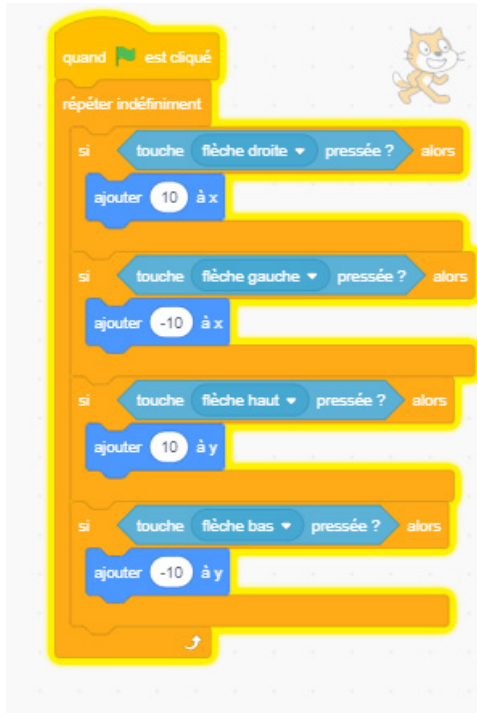 quand est cliqué
répéter indéfiniment
si touche flèche droite pressée ? alors
ajouter 10 à x
si touche flèche gauche pressée ? alors
ajouter -10 à x
si touche flèche haut pressée ? alors
ajouter 10 à y
si touche flèche bas pressée ? alors
ajouter -10 à y